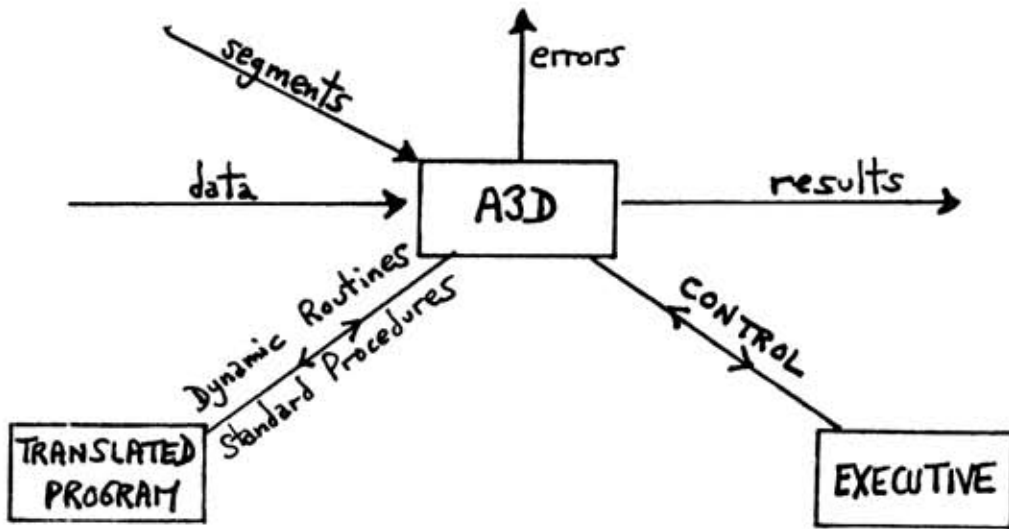 segments
errors
data
A3D
results
Dynamic Routines
Standard Procedures
CONTROL
TRANSLATED
PROGRAM
EXECUTIVE